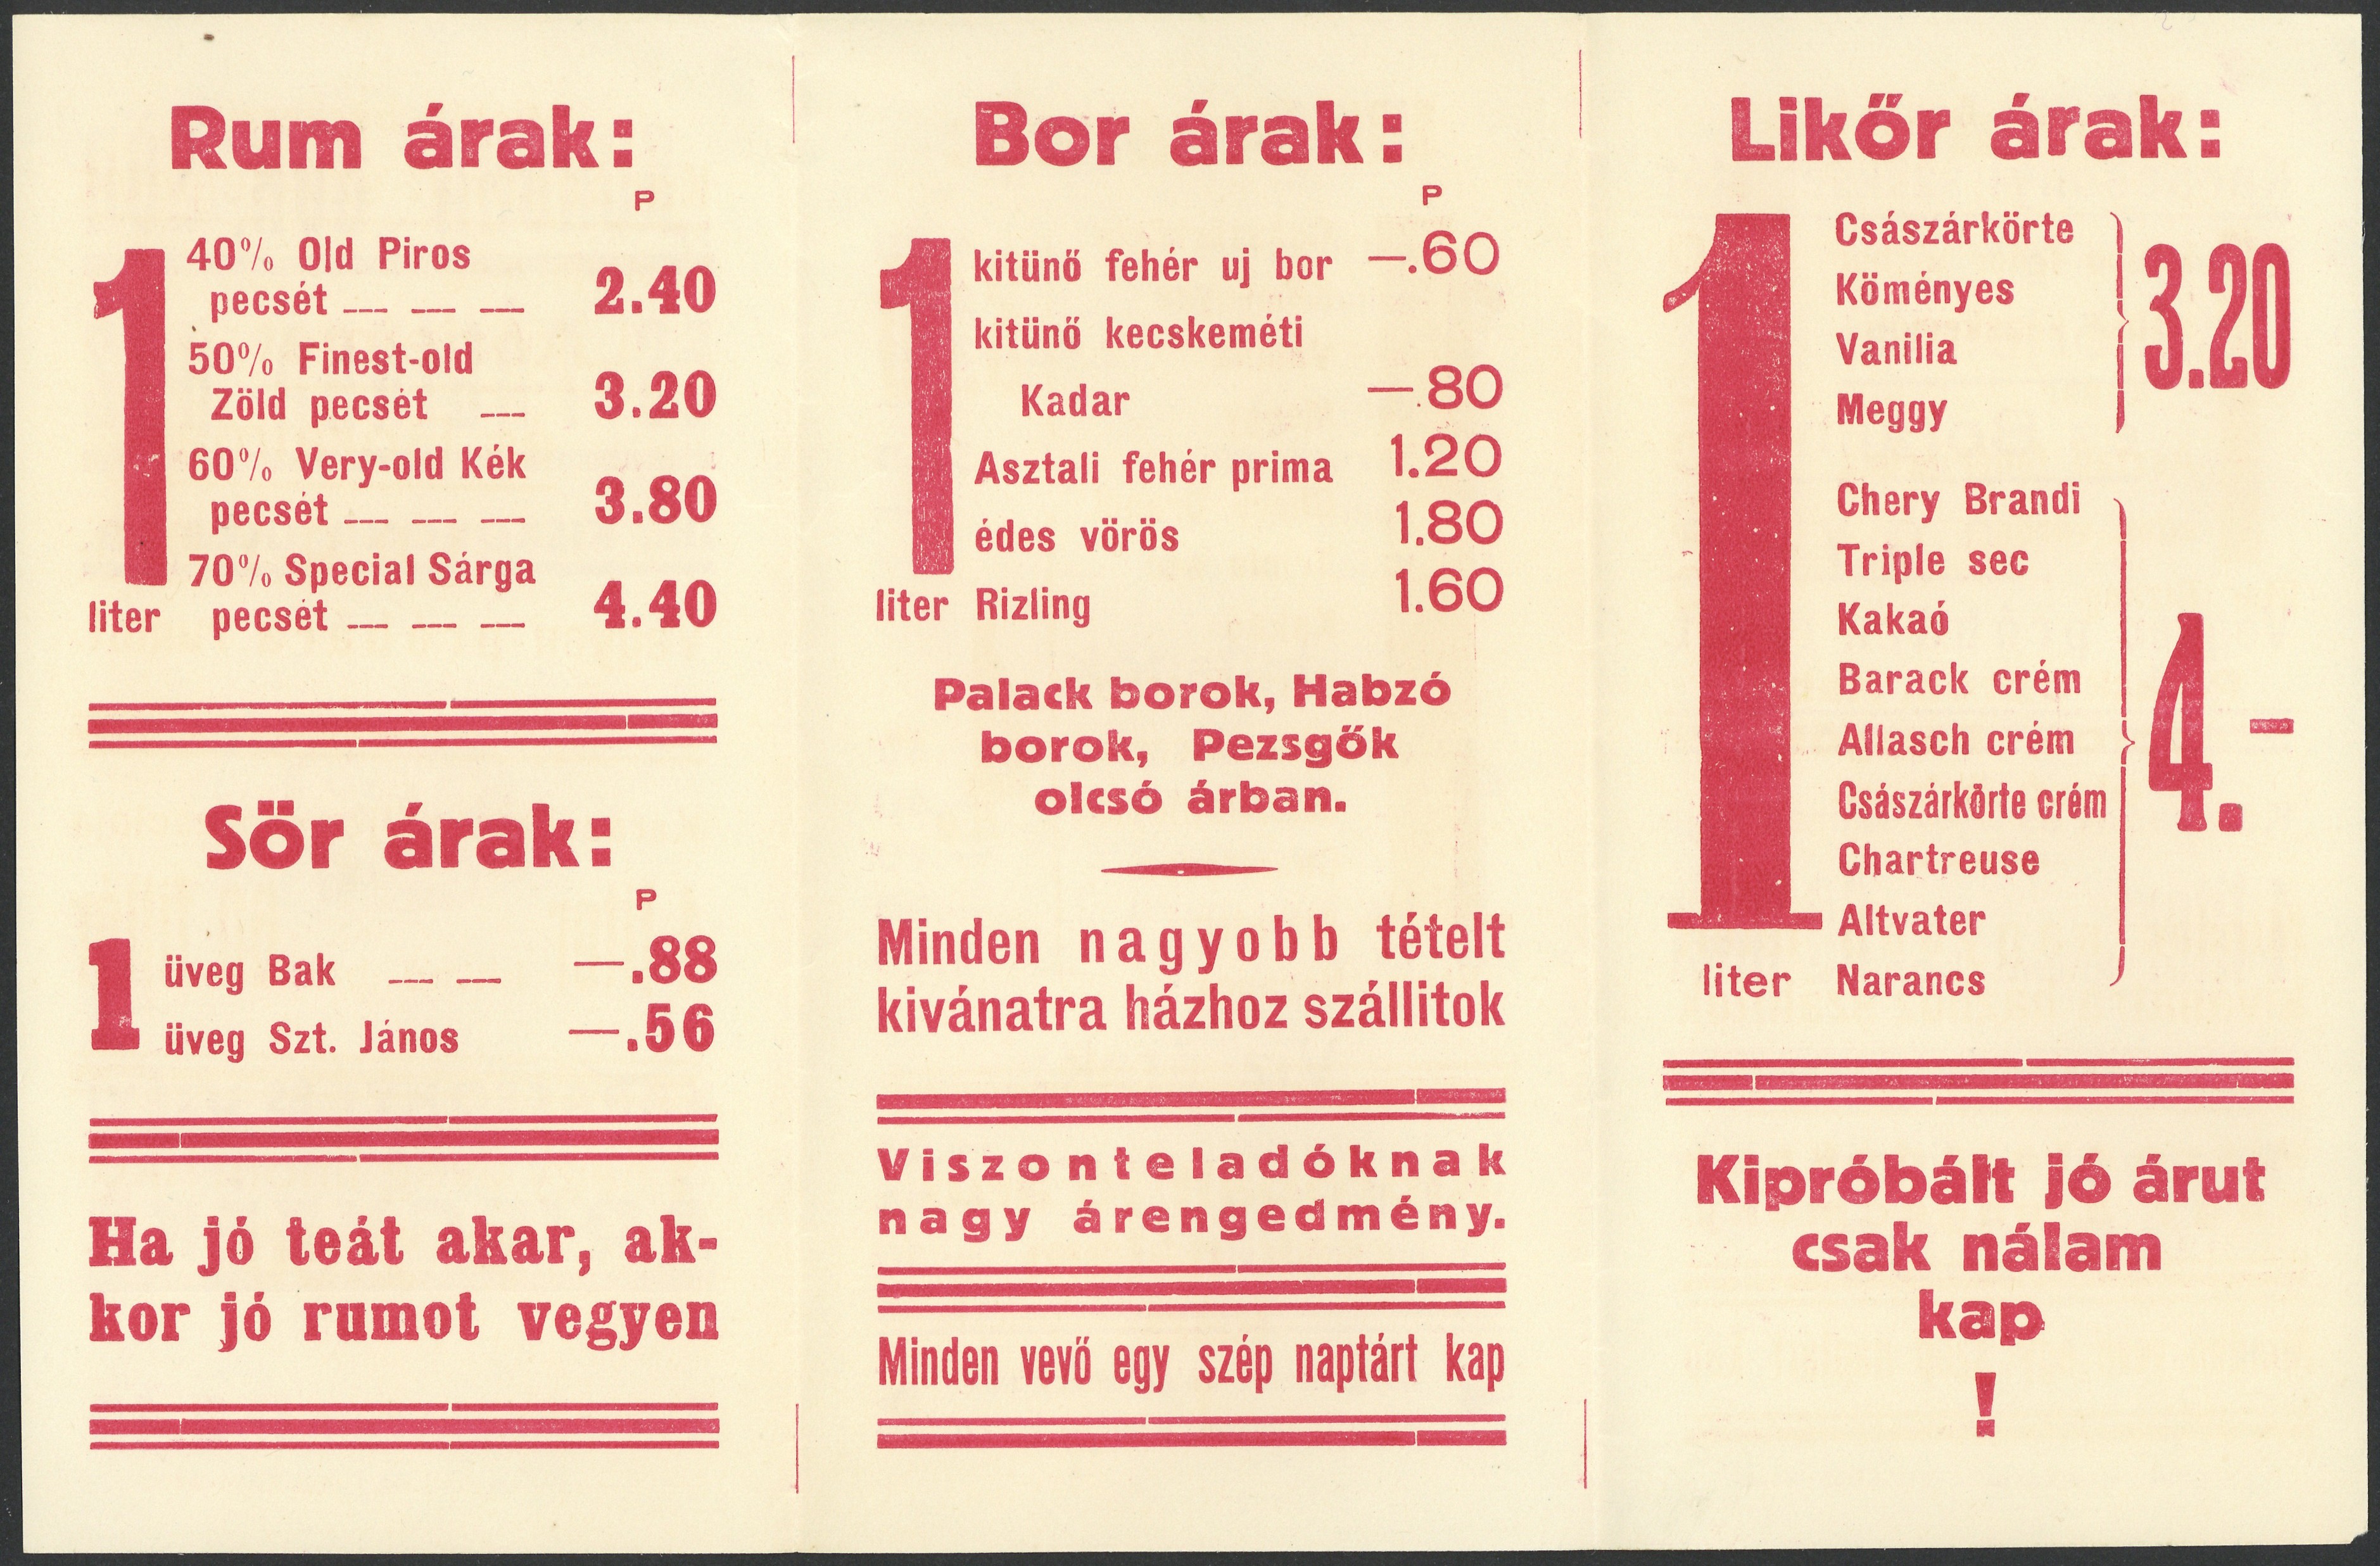 Rum árak:
P
1
40% Old Piros
pecsét — — — 2.40
50% Finest-old
Zöld pecsét — 3.20
60% Very-old Kék
pecsét — — — 3.80
70% Special Sárga
liter pecsét — — — 4.40
Sör árak:
P
1
üveg Bak — — —.88
üveg Szt. János —.56
Ha jó teát akar, ak-
kor jó rumot vegyen
Bor árak:
P
1
kitünő fehér uj bor —.60
kitünő kecskeméti
Kadar —.80
Asztali fehér prima 1.20
édes vörös 1.80
liter Rizling 1.60
Palack borok, Habzó
borok, Pezsgők
olcsó árban.
Minden nagyobb tételt
kivánatra házhoz szállitok
Viszonteladóknak
nagy árengedmény.
Minden vevő egy szép naptárt kap
Likőr árak:
1
Császárkörte
Köményes
Vanilia
Meggy
3.20
Chery Brandi
Triple sec
Kakaó
Barack crém
Allasch crém
Császárkörte crém
Chartreuse
Altvater
liter Narancs
4.-
Kipróbált jó árut
csak nálam
kap
!